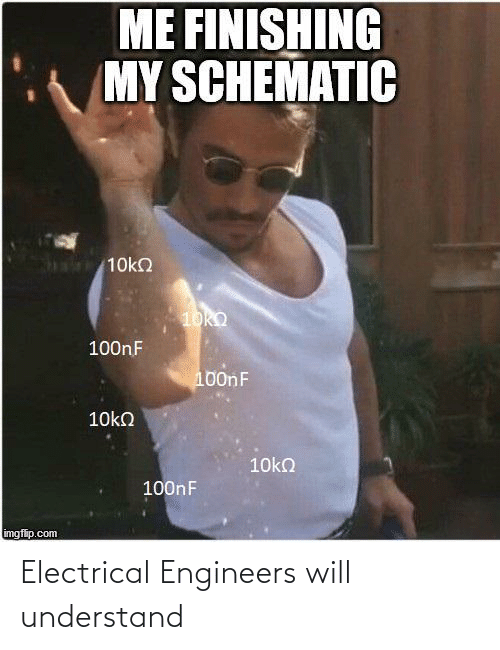 ME FINISHING
MY SCHEMATIC
10kΩ
10kΩ
100nF
100nF
10kΩ
10kΩ
100nF
imgflip.com
Electrical Engineers will
understand